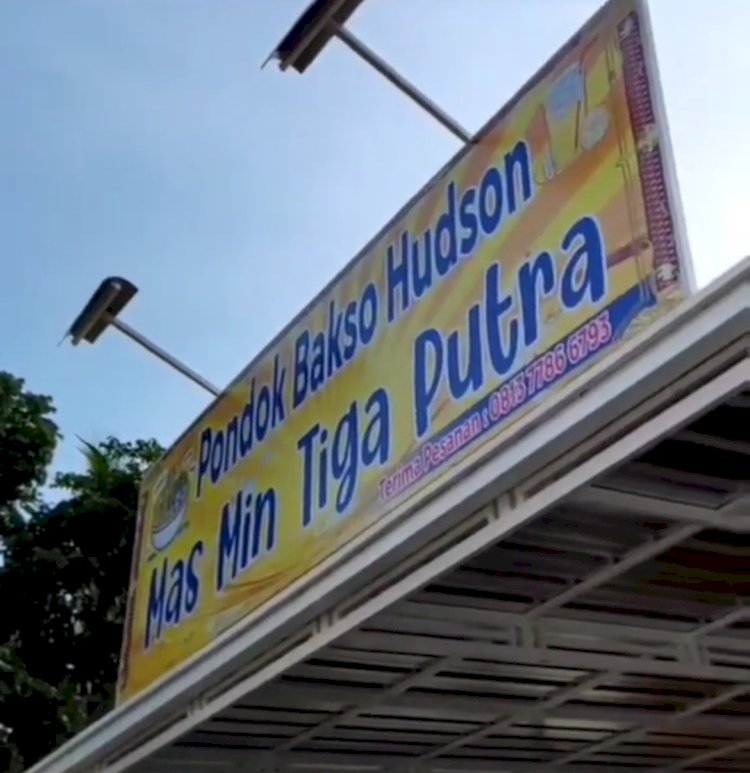 Pondok Bakso Hudson
Mas Min Tiga Putra
Terima Pesanan : 0813 7786 6793